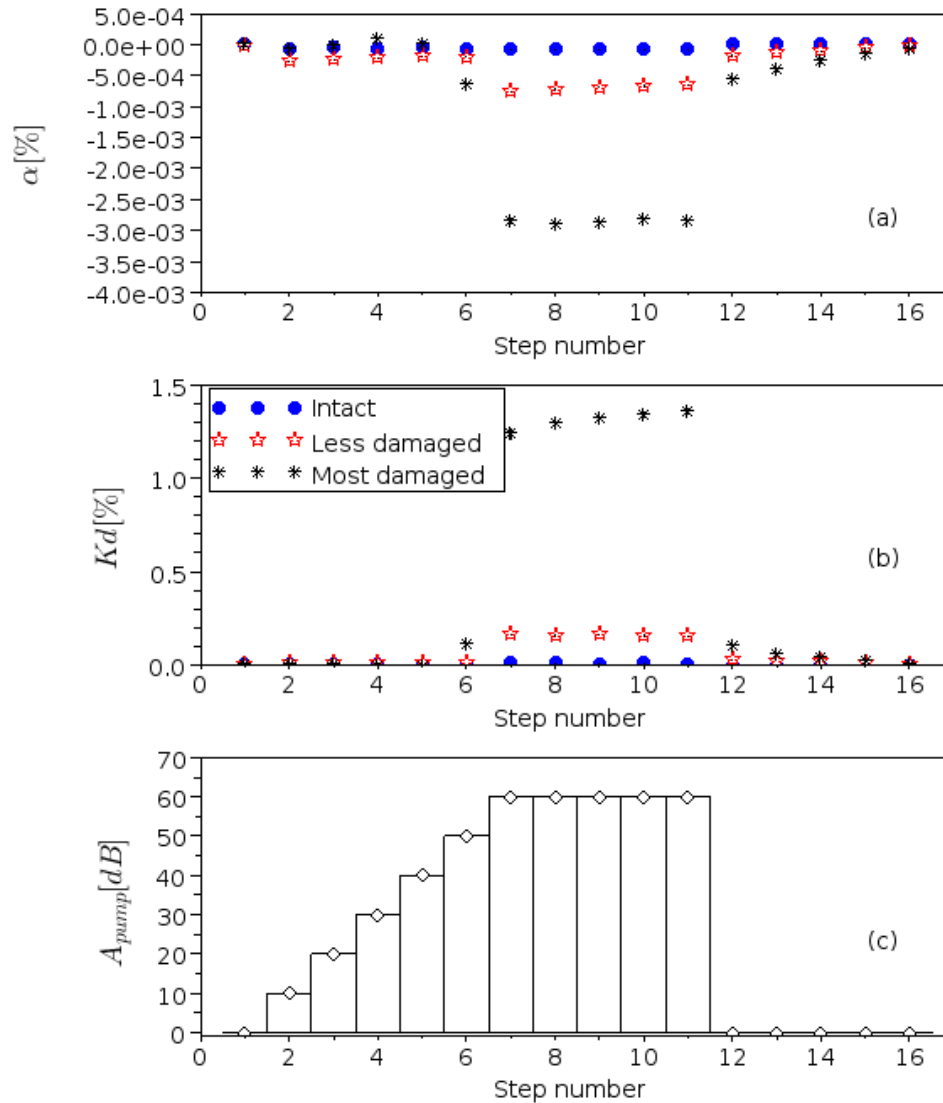 5.0e-04
0.0e+00
-5.0e-04
-1.0e-03
-1.5e-03
-2.0e-03
-2.5e-03
-3.0e-03
-3.5e-03
-4.0e-03
α[%]
(a)
0 2 4 6 8 10 12 14 16
Step number
1.5
1.0
0.5
0.0
Kd[%]
Intact
Less damaged
Most damaged
(b)
0 2 4 6 8 10 12 14 16
Step number
70
60
50
40
30
20
10
0
A_pump[dB]
(c)
0 2 4 6 8 10 12 14 16
Step number